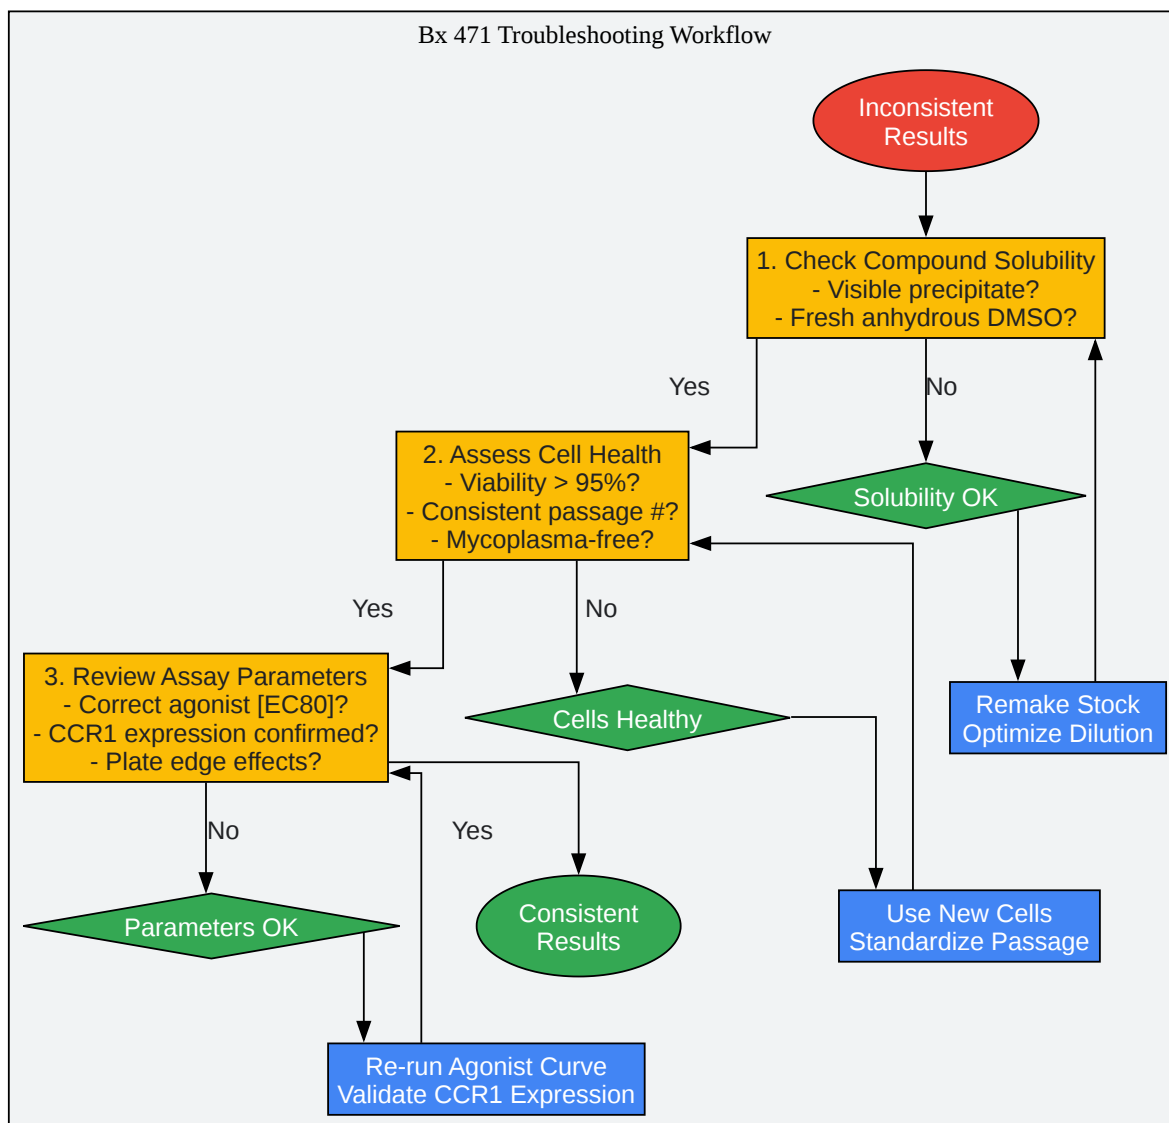 Bx 471 Troubleshooting Workflow
Inconsistent
Results
1. Check Compound Solubility
- Visible precipitate?
- Fresh anhydrous DMSO?
Yes
No
2. Assess Cell Health
- Viability > 95%?
- Consistent passage #?
- Mycoplasma-free?
Solubility OK
Yes
No
3. Review Assay Parameters
- Correct agonist [EC80]?
- CCR1 expression confirmed?
- Plate edge effects?
Cells Healthy
Remake Stock
Optimize Dilution
No
Yes
Parameters OK
Consistent
Results
Use New Cells
Standardize Passage
Re-run Agonist Curve
Validate CCR1 Expression